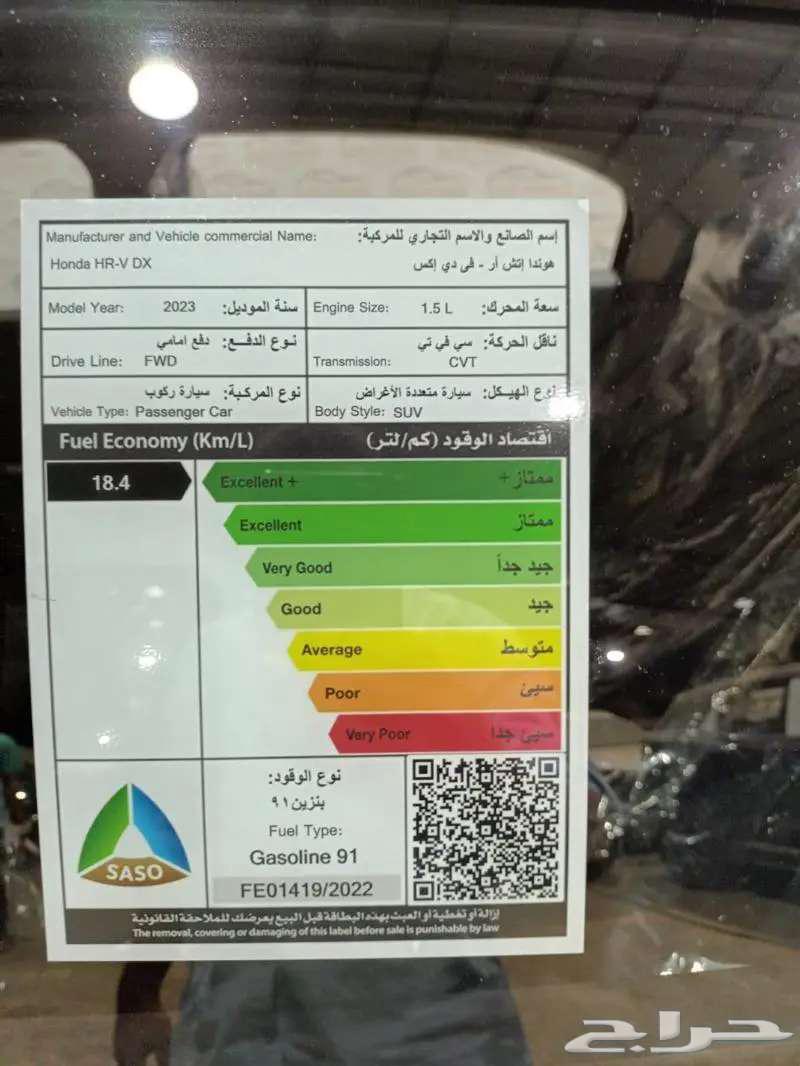 Manufacturer and Vehicle commercial Name: إسم الصانع والاسم التجاري للمركبة:
Honda HR-V DX هوندا إتش أر - فى دي إكس
Model Year: 2023 سنة الموديل:
Engine Size: 1.5 L سعة المحرك:
نوع الدفع: دفع امامي
Drive Line: FWD
ناقل الحركة: سي في تي
Transmission: CVT
نوع المركبة: سيارة ركوب
Vehicle Type: Passenger Car
نوع الهيكل: سيارة متعددة الأغراض
Body Style: SUV
Fuel Economy (Km/L) اقتصاد الوقود (كم/لتر)
18.4
Excellent + ممتاز +
Excellent ممتاز
Very Good جيد جداً
Good جيد
Average متوسط
Poor سيئ
Very Poor سيئ جداً
SASO
نوع الوقود:
بنزين ٩١
Fuel Type:
Gasoline 91
FE01419/2022
إزالة أو تغطية أو العبث بهذه البطاقة قبل البيع يعرضك للملاحقة القانونية
The removal, covering or damaging of this label before sale is punishable by law
حراج